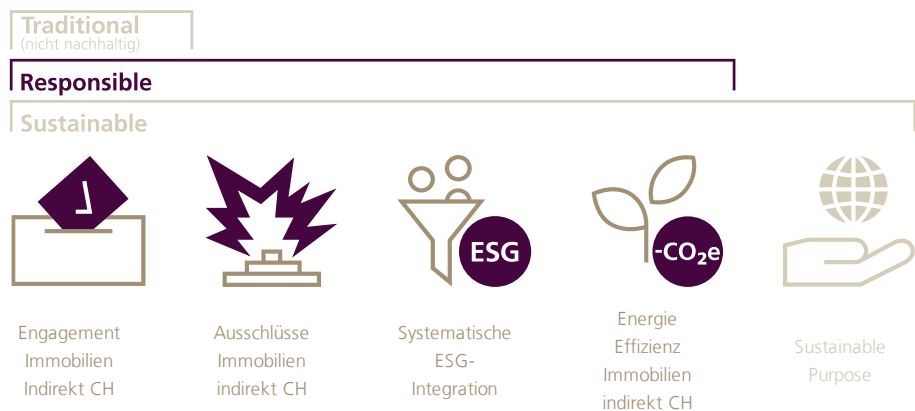 Traditional
(nicht nachhaltig)
Responsible
Sustainable
ESG
-CO₂e
Engagement
Immobilien
Indirekt CH
Ausschlüsse
Immobilien
indirekt CH
Systematische
ESG-
Integration
Energie
Effizienz
Immobilien
indirekt CH
Sustainable
Purpose